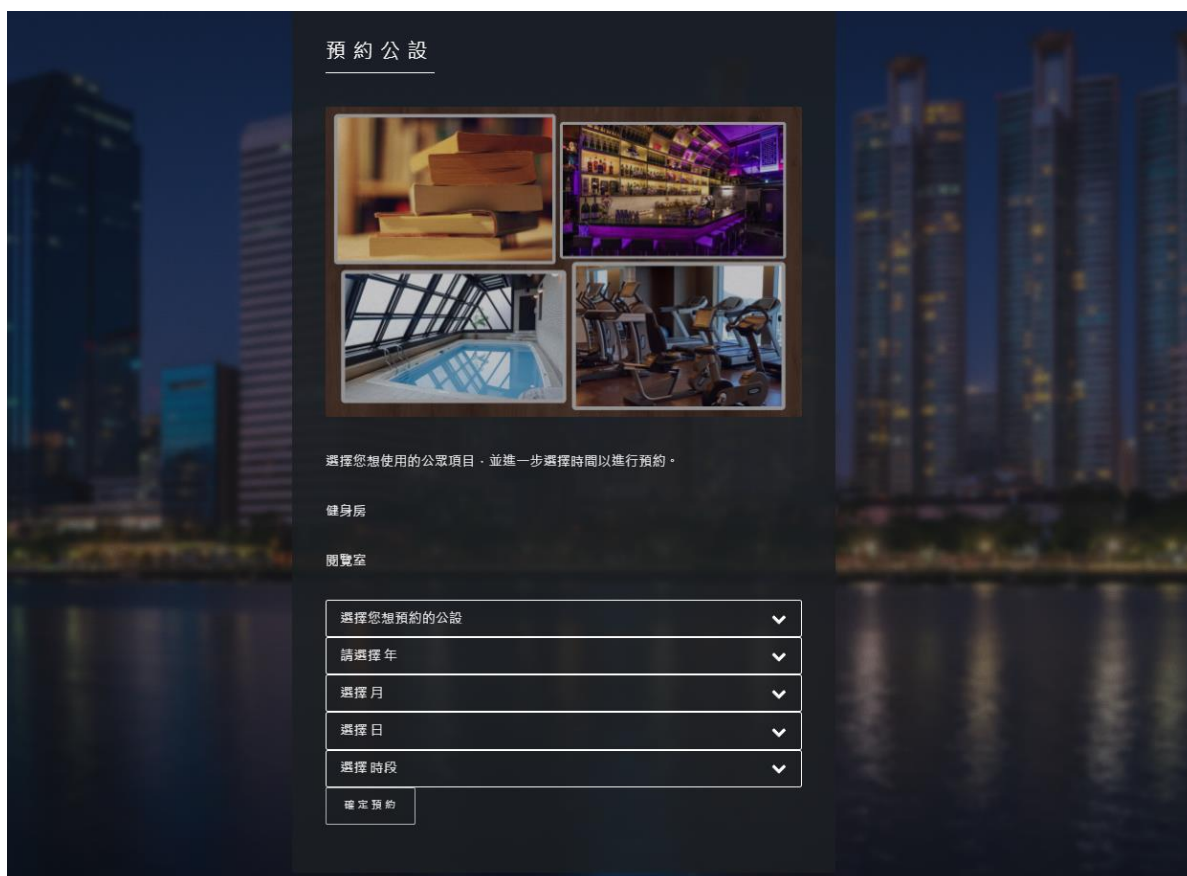 預約公設
選擇您想使用的公眾項目，並進一步選擇時間以進行預約。
健身房
閱覽室
選擇您想預約的公設
請選擇 年
選擇 月
選擇 日
選擇 時段
確定預約